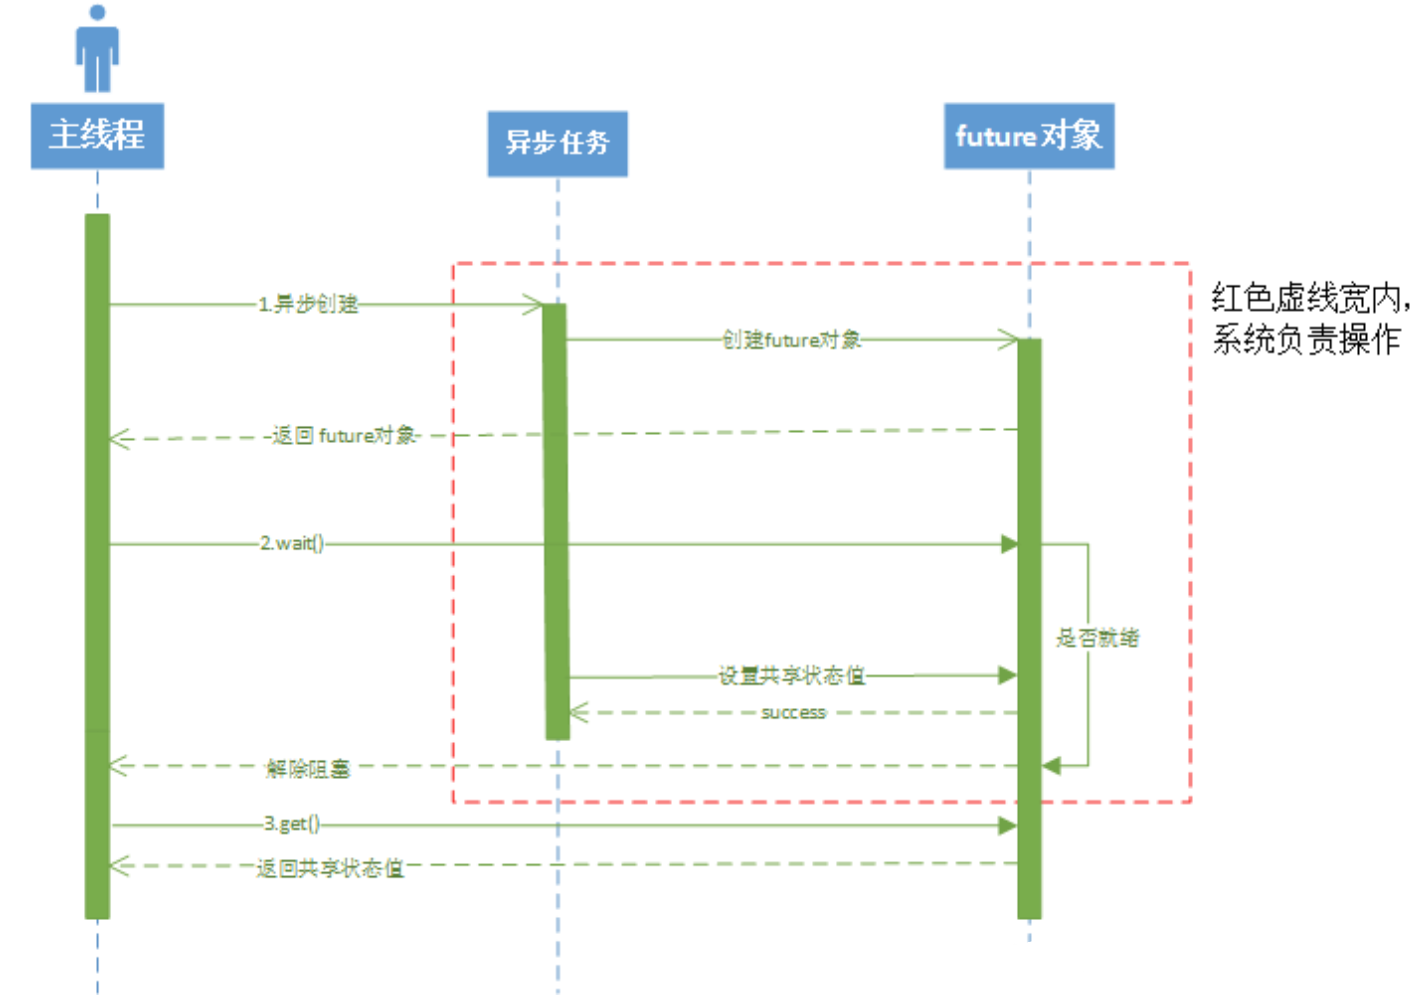 主线程
异步任务
future对象
红色虚线宽内，
系统负责操作
1.异步创建
创建future对象
返回 future对象
2.wait()
是否就绪
设置共享状态值
success
解除阻塞
3.get()
返回共享状态值